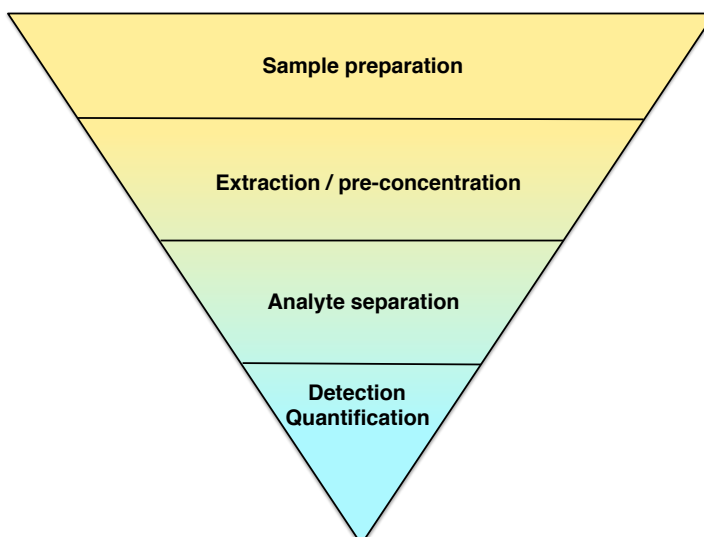 Sample preparation
Extraction / pre-concentration
Analyte separation
Detection
Quantification